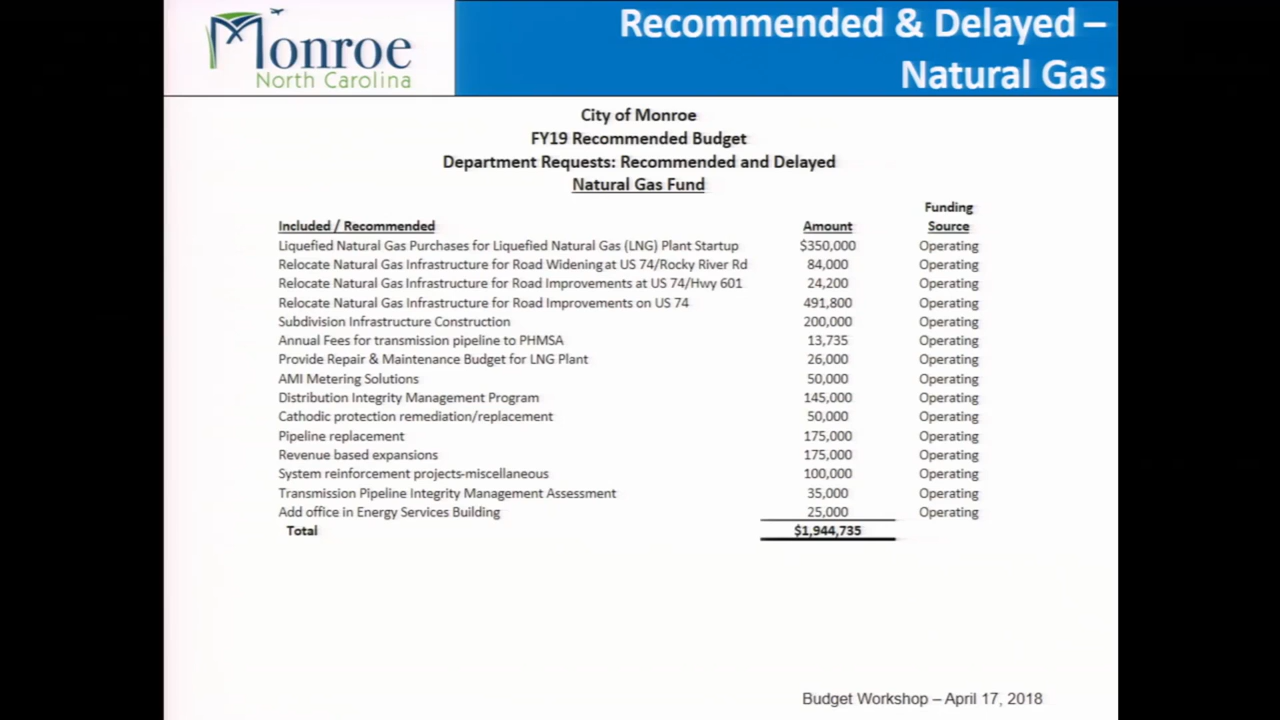 Monroe
North Carolina
Recommended & Delayed –
Natural Gas
City of Monroe
FY19 Recommended Budget
Department Requests: Recommended and Delayed
Natural Gas Fund
Funding
Included / Recommended Amount Source
Liquefied Natural Gas Purchases for Liquefied Natural Gas (LNG) Plant Startup $350,000 Operating
Relocate Natural Gas Infrastructure for Road Widening at US 74/Rocky River Rd 84,000 Operating
Relocate Natural Gas Infrastructure for Road Improvements at US 74/Hwy 601 24,200 Operating
Relocate Natural Gas Infrastructure for Road Improvements on US 74 491,800 Operating
Subdivision Infrastructure Construction 200,000 Operating
Annual Fees for transmission pipeline to PHMSA 13,735 Operating
Provide Repair & Maintenance Budget for LNG Plant 26,000 Operating
AMI Metering Solutions 50,000 Operating
Distribution Integrity Management Program 145,000 Operating
Cathodic protection remediation/replacement 50,000 Operating
Pipeline replacement 175,000 Operating
Revenue based expansions 175,000 Operating
System reinforcement projects-miscellaneous 100,000 Operating
Transmission Pipeline Integrity Management Assessment 35,000 Operating
Add office in Energy Services Building 25,000 Operating
Total $1,944,735
Budget Workshop – April 17, 2018